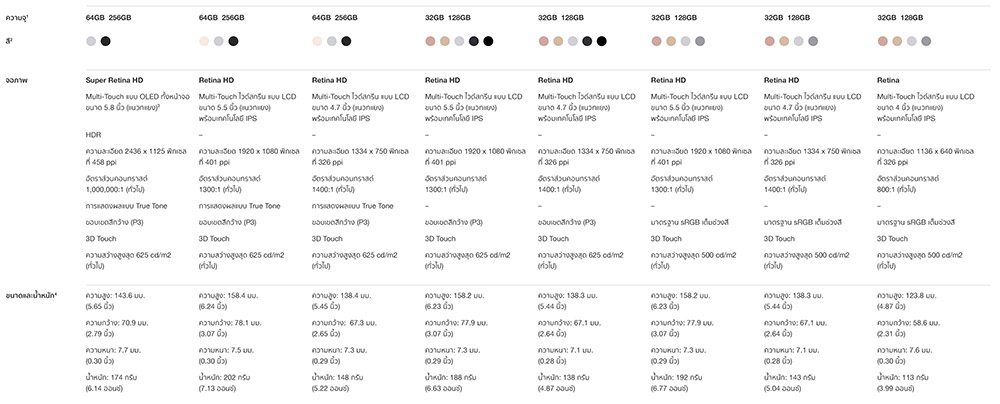 ความจุ¹ 64GB 256GB 64GB 256GB 64GB 256GB 32GB 128GB 32GB 128GB 32GB 128GB 32GB 128GB 32GB 128GB
สี²
จอภาพ Super Retina HD Retina HD Retina HD Retina HD Retina HD Retina HD Retina HD Retina
Multi-Touch แบบ OLED ทั้งหน้าจอ Multi-Touch ไวด์สกรีน แบบ LCD Multi-Touch ไวด์สกรีน แบบ LCD Multi-Touch ไวด์สกรีน แบบ LCD Multi-Touch ไวด์สกรีน แบบ LCD Multi-Touch ไวด์สกรีน แบบ LCD Multi-Touch ไวด์สกรีน แบบ LCD Multi-Touch ไวด์สกรีน แบบ LCD
ขนาด 5.8 นิ้ว (แนวทแยง)³ ขนาด 5.5 นิ้ว (แนวทแยง) ขนาด 4.7 นิ้ว (แนวทแยง) ขนาด 5.5 นิ้ว (แนวทแยง) ขนาด 4.7 นิ้ว (แนวทแยง) ขนาด 5.5 นิ้ว (แนวทแยง) ขนาด 4.7 นิ้ว (แนวทแยง) ขนาด 4 นิ้ว (แนวทแยง)
พร้อมเทคโนโลยี IPS พร้อมเทคโนโลยี IPS พร้อมเทคโนโลยี IPS พร้อมเทคโนโลยี IPS พร้อมเทคโนโลยี IPS พร้อมเทคโนโลยี IPS พร้อมเทคโนโลยี IPS
HDR – – – – – – –
ความละเอียด 2436 x 1125 พิกเซล ความละเอียด 1920 x 1080 พิกเซล ความละเอียด 1334 x 750 พิกเซล ความละเอียด 1920 x 1080 พิกเซล ความละเอียด 1334 x 750 พิกเซล ความละเอียด 1920 x 1080 พิกเซล ความละเอียด 1334 x 750 พิกเซล ความละเอียด 1136 x 640 พิกเซล
ที่ 458 ppi ที่ 401 ppi ที่ 326 ppi ที่ 401 ppi ที่ 326 ppi ที่ 401 ppi ที่ 326 ppi ที่ 326 ppi
อัตราส่วนคอนทราสต์ อัตราส่วนคอนทราสต์ อัตราส่วนคอนทราสต์ อัตราส่วนคอนทราสต์ อัตราส่วนคอนทราสต์ อัตราส่วนคอนทราสต์ อัตราส่วนคอนทราสต์ อัตราส่วนคอนทราสต์
1,000,000:1 (ทั่วไป) 1300:1 (ทั่วไป) 1400:1 (ทั่วไป) 1300:1 (ทั่วไป) 1400:1 (ทั่วไป) 1300:1 (ทั่วไป) 1400:1 (ทั่วไป) 800:1 (ทั่วไป)
การแสดงผลแบบ True Tone การแสดงผลแบบ True Tone การแสดงผลแบบ True Tone – – – – –
ขอบเขตสีกว้าง (P3) ขอบเขตสีกว้าง (P3) ขอบเขตสีกว้าง (P3) ขอบเขตสีกว้าง (P3) ขอบเขตสีกว้าง (P3) มาตรฐาน sRGB เต็มช่วงสี มาตรฐาน sRGB เต็มช่วงสี มาตรฐาน sRGB เต็มช่วงสี
3D Touch 3D Touch 3D Touch 3D Touch 3D Touch 3D Touch 3D Touch –
ความสว่างสูงสุด 625 cd/m2 ความสว่างสูงสุด 625 cd/m2 ความสว่างสูงสุด 625 cd/m2 ความสว่างสูงสุด 625 cd/m2 ความสว่างสูงสุด 625 cd/m2 ความสว่างสูงสุด 500 cd/m2 ความสว่างสูงสุด 500 cd/m2 ความสว่างสูงสุด 500 cd/m2
(ทั่วไป) (ทั่วไป) (ทั่วไป) (ทั่วไป) (ทั่วไป) (ทั่วไป) (ทั่วไป) (ทั่วไป)
ขนาดและน้ำหนัก⁴ ความสูง: 143.6 มม. ความสูง: 158.4 มม. ความสูง: 138.4 มม. ความสูง: 158.2 มม. ความสูง: 138.3 มม. ความสูง: 158.2 มม. ความสูง: 138.3 มม. ความสูง: 123.8 มม.
(5.65 นิ้ว) (6.24 นิ้ว) (5.45 นิ้ว) (6.23 นิ้ว) (5.44 นิ้ว) (6.23 นิ้ว) (5.44 นิ้ว) (4.87 นิ้ว)
ความกว้าง: 70.9 มม. ความกว้าง: 78.1 มม. ความกว้าง: 67.3 มม. ความกว้าง: 77.9 มม. ความกว้าง: 67.1 มม. ความกว้าง: 77.9 มม. ความกว้าง: 67.1 มม. ความกว้าง: 58.6 มม.
(2.79 นิ้ว) (3.07 นิ้ว) (2.65 นิ้ว) (3.07 นิ้ว) (2.64 นิ้ว) (3.07 นิ้ว) (2.64 นิ้ว) (2.31 นิ้ว)
ความหนา: 7.7 มม. ความหนา: 7.5 มม. ความหนา: 7.3 มม. ความหนา: 7.3 มม. ความหนา: 7.1 มม. ความหนา: 7.3 มม. ความหนา: 7.1 มม. ความหนา: 7.6 มม.
(0.30 นิ้ว) (0.30 นิ้ว) (0.29 นิ้ว) (0.29 นิ้ว) (0.28 นิ้ว) (0.29 นิ้ว) (0.28 นิ้ว) (0.30 นิ้ว)
น้ำหนัก: 174 กรัม น้ำหนัก: 202 กรัม น้ำหนัก: 148 กรัม น้ำหนัก: 188 กรัม น้ำหนัก: 138 กรัม น้ำหนัก: 192 กรัม น้ำหนัก: 143 กรัม น้ำหนัก: 113 กรัม
(6.14 ออนซ์) (7.13 ออนซ์) (5.22 ออนซ์) (6.63 ออนซ์) (4.87 ออนซ์) (6.77 ออนซ์) (5.04 ออนซ์) (3.99 ออนซ์)